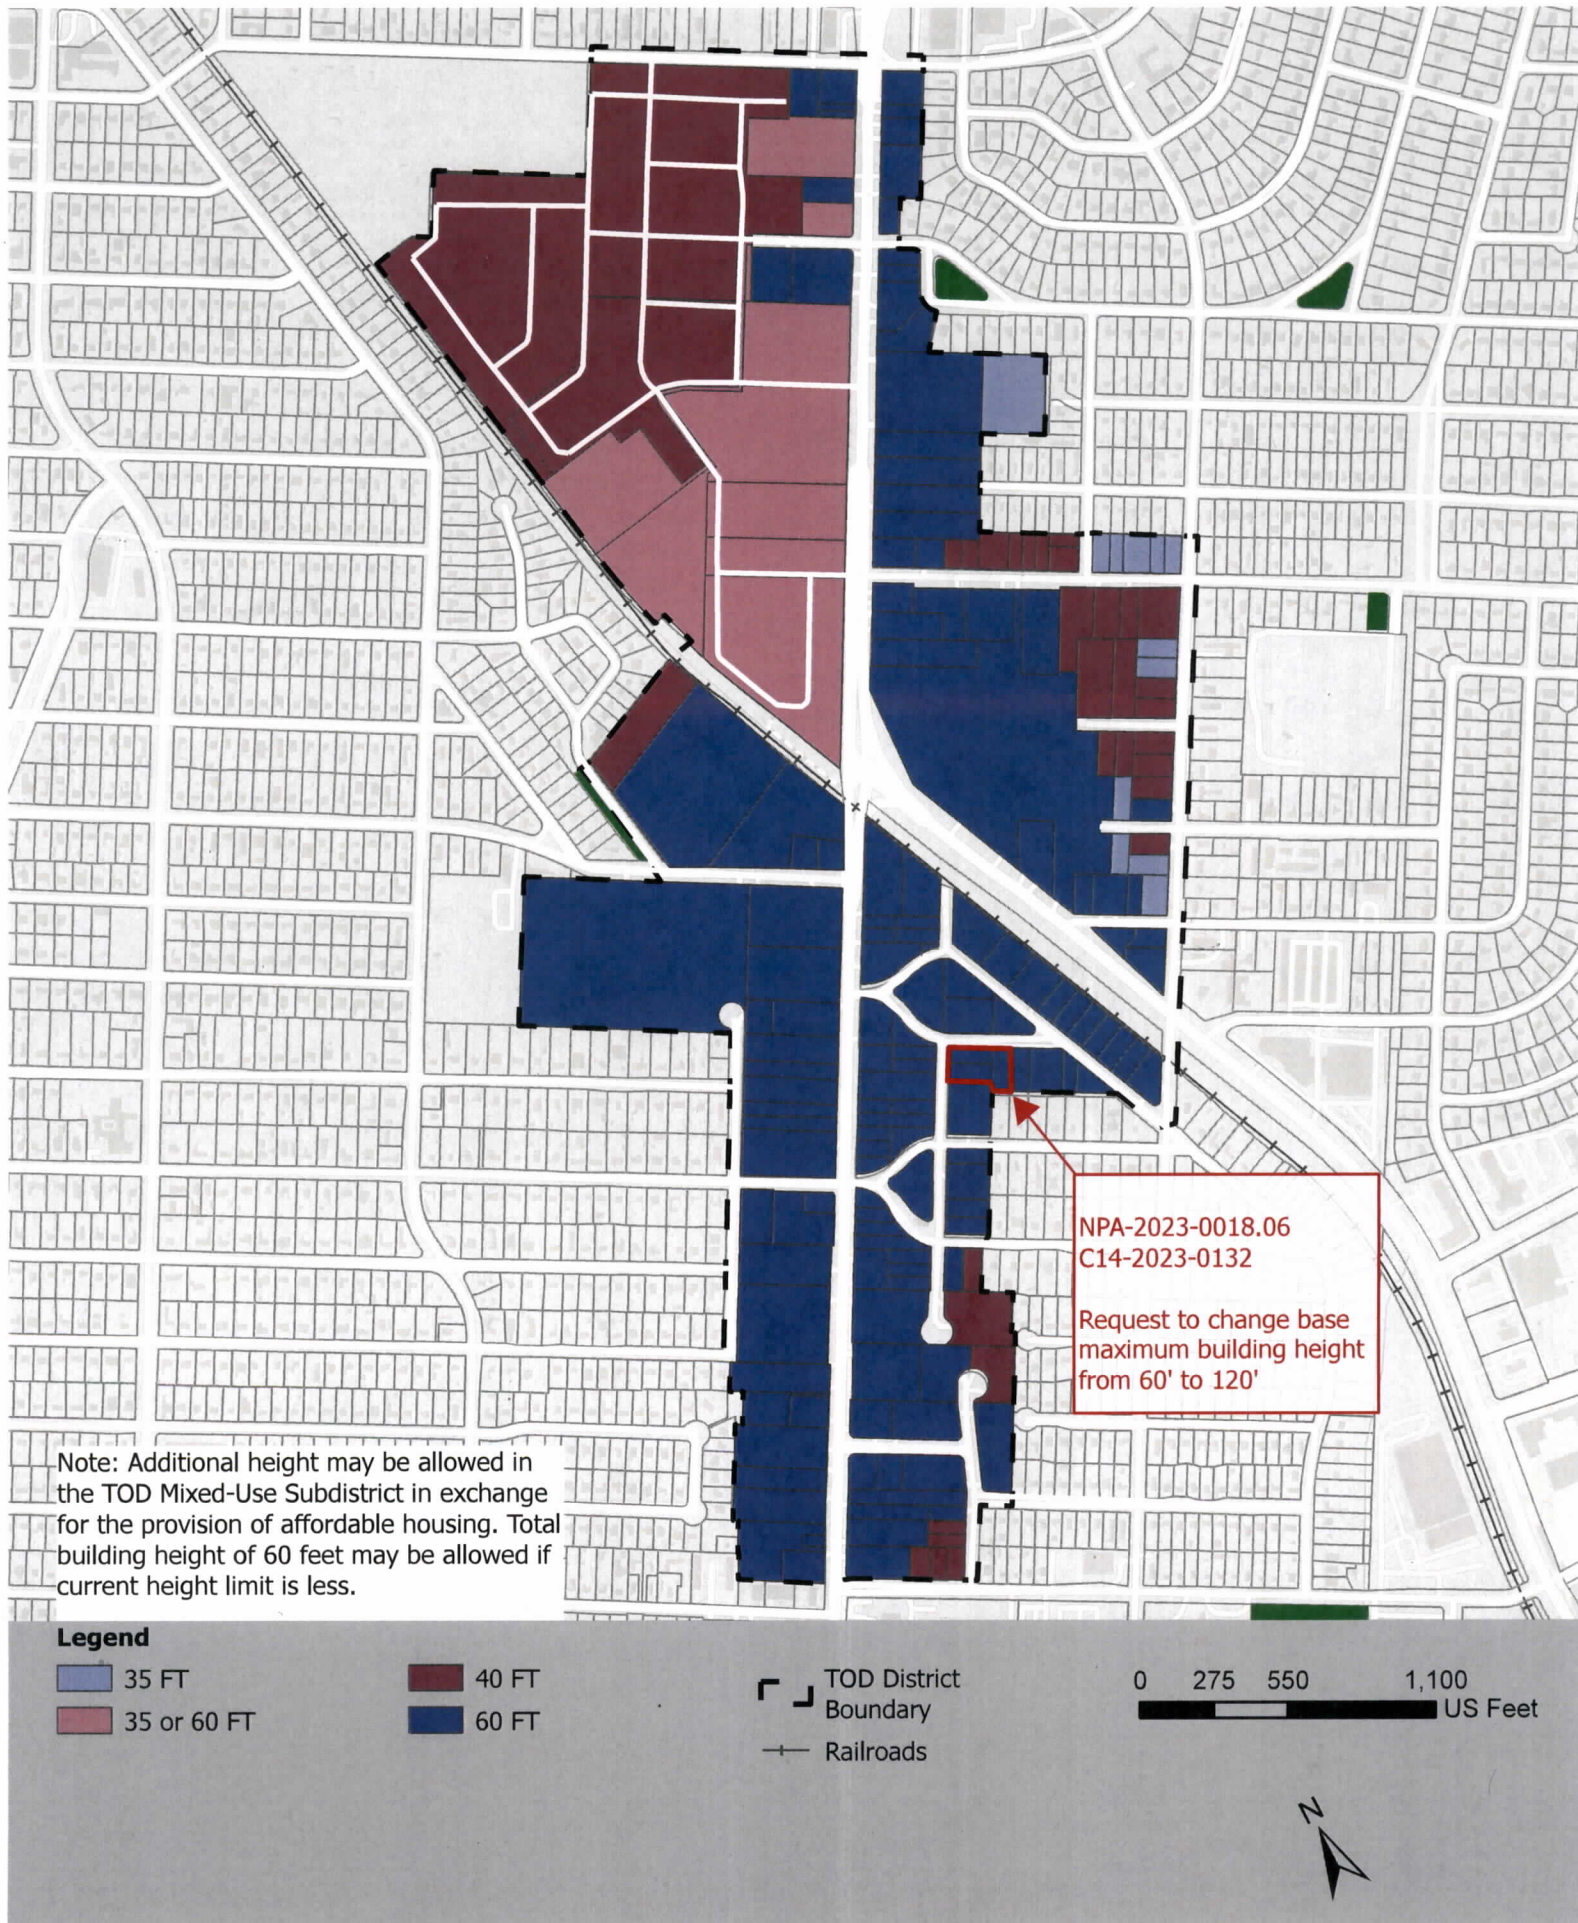 NPA-2023-0018.06
C14-2023-0132
Request to change base
maximum building height
from 60' to 120'
Note: Additional height may be allowed in
the TOD Mixed-Use Subdistrict in exchange
for the provision of affordable housing. Total
building height of 60 feet may be allowed if
current height limit is less.
Legend
35 FT
35 or 60 FT
40 FT
60 FT
TOD District
Boundary
Railroads
0 275 550 1,100
US Feet
N